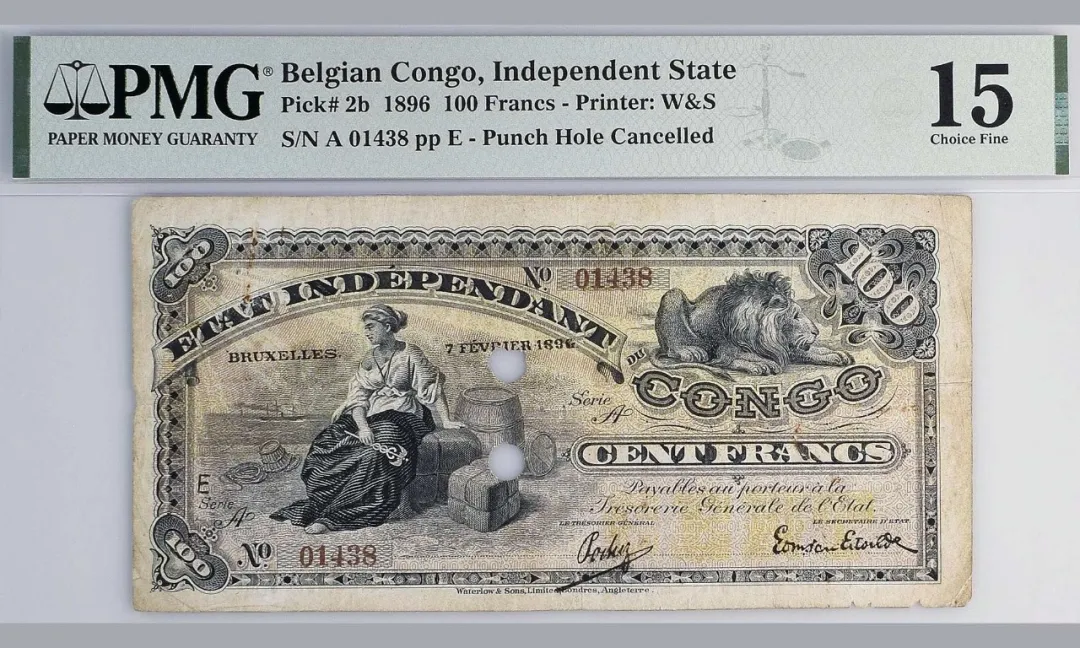 PMG®
PAPER MONEY GUARANTY
Belgian Congo, Independent State
Pick# 2b 1896 100 Francs - Printer: W&S
S/N A 01438 pp E - Punch Hole Cancelled
15
Choice Fine
100
100
No 01438
ETAT INDÉPENDANT
BRUXELLES. 7 FÉVRIER 1896
DU
CONGO
Série A
CENT FRANCS
Payables au porteur à la
Trésorerie Générale de l'Etat.
E
Série A
LE TRÉSORIER GÉNÉRAL
LE SECRÉTAIRE D'ETAT
100
No 01438
Waterlow & Sons, Limited Londres, Angleterre.